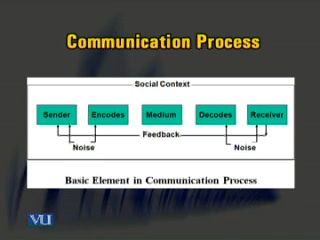 Communication Process
Social Context
Sender Encodes Medium Decodes Receiver
Feedback
Noise Noise
Basic Element in Communication Process
VU